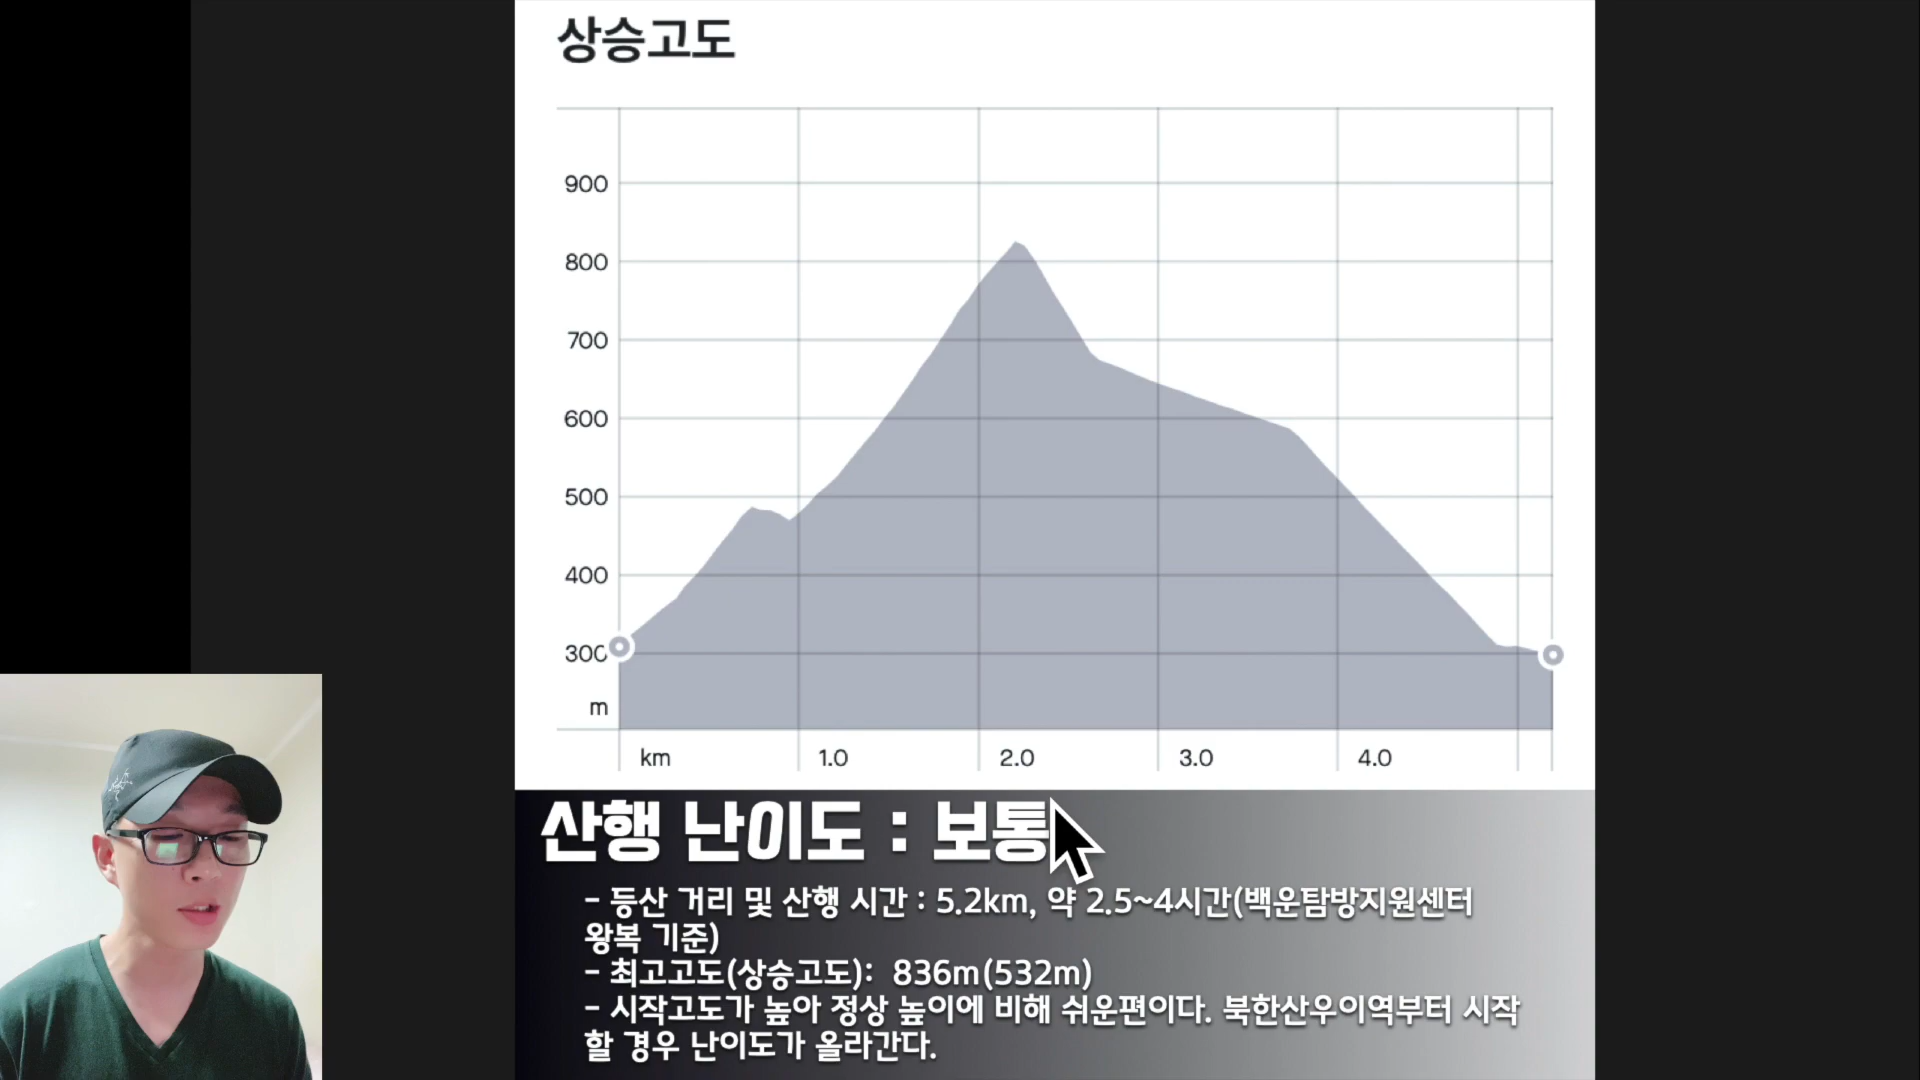 상승고도
900
800
700
600
500
400
300
m
km 1.0 2.0 3.0 4.0
산행 난이도 : 보통
- 등산 거리 및 산행 시간 : 5.2km, 약 2.5~4시간(백운탐방지원센터
왕복 기준)
- 최고고도(상승고도): 836m(532m)
- 시작고도가 높아 정상 높이에 비해 쉬운편이다. 북한산우이역부터 시작
할 경우 난이도가 올라간다.